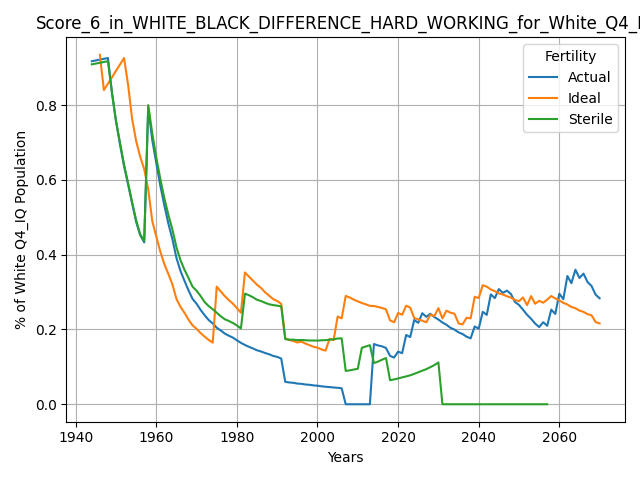 Score_6_in_WHITE_BLACK_DIFFERENCE_HARD_WORKING_for_White_Q4_I
Fertility
Actual
Ideal
Sterile
% of White Q4_IQ Population
0.8
0.6
0.4
0.2
0.0
1940 1960 1980 2000 2020 2040 2060
Years